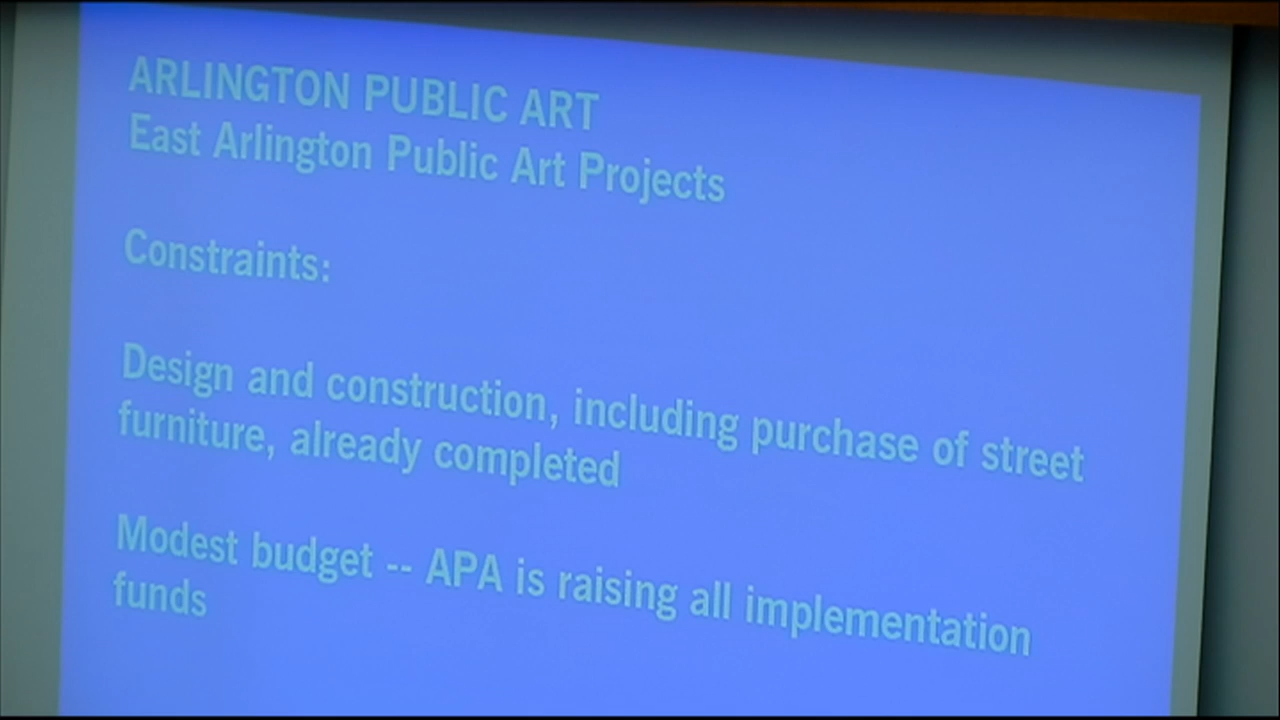 ARLINGTON PUBLIC ART
East Arlington Public Art Projects
Constraints:
Design and construction, including purchase of street
furniture, already completed
Modest budget -- APA is raising all implementation
funds